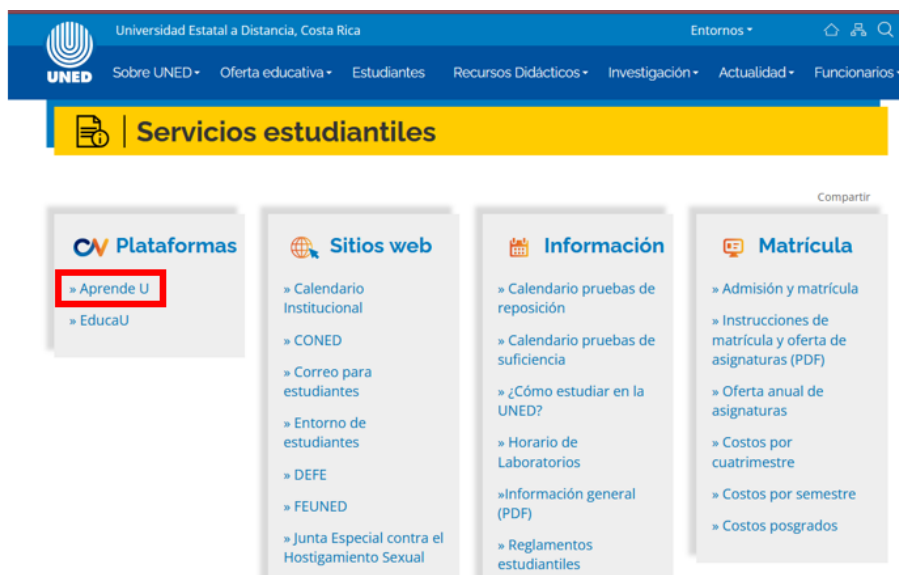 Universidad Estatal a Distancia, Costa Rica
Entornos
UNED
Sobre UNED
Oferta educativa
Estudiantes
Recursos Didácticos
Investigación
Actualidad
Funcionarios
Servicios estudiantiles
Compartir
Plataformas
» Aprende U
» EducaU
Sitios web
» Calendario
Institucional
» CONED
» Correo para
estudiantes
» Entorno de
estudiantes
» DEFE
» FEUNED
» Junta Especial contra el
Hostigamiento Sexual
Información
» Calendario pruebas de
reposición
» Calendario pruebas de
suficiencia
» ¿Cómo estudiar en la
UNED?
» Horario de
Laboratorios
»Información general
(PDF)
» Reglamentos
estudiantiles
Matrícula
» Admisión y matrícula
» Instrucciones de
matrícula y oferta de
asignaturas (PDF)
» Oferta anual de
asignaturas
» Costos por
cuatrimestre
» Costos por semestre
» Costos posgrados